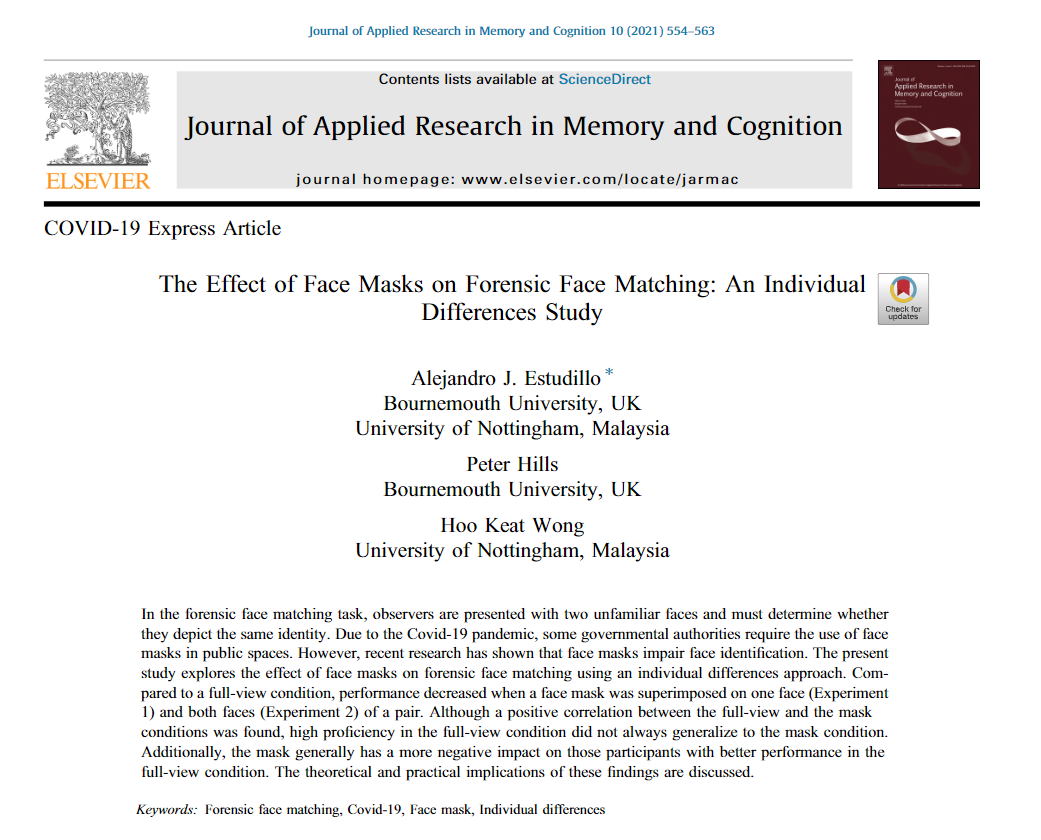 Journal of Applied Research in Memory and Cognition 10 (2021) 554–563
Contents lists available at ScienceDirect
Journal of Applied Research in Memory and Cognition
journal homepage: www.elsevier.com/locate/jarmac
ELSEVIER
Journal of
Applied Research in
Memory and Cognition
COVID-19 Express Article
The Effect of Face Masks on Forensic Face Matching: An Individual
Differences Study
Check for
updates
Alejandro J. Estudillo*
Bournemouth University, UK
University of Nottingham, Malaysia
Peter Hills
Bournemouth University, UK
Hoo Keat Wong
University of Nottingham, Malaysia
In the forensic face matching task, observers are presented with two unfamiliar faces and must determine whether
they depict the same identity. Due to the Covid-19 pandemic, some governmental authorities require the use of face
masks in public spaces. However, recent research has shown that face masks impair face identification. The present
study explores the effect of face masks on forensic face matching using an individual differences approach. Com-
pared to a full-view condition, performance decreased when a face mask was superimposed on one face (Experiment
1) and both faces (Experiment 2) of a pair. Although a positive correlation between the full-view and the mask
conditions was found, high proficiency in the full-view condition did not always generalize to the mask condition.
Additionally, the mask generally has a more negative impact on those participants with better performance in the
full-view condition. The theoretical and practical implications of these findings are discussed.
Keywords: Forensic face matching, Covid-19, Face mask, Individual differences